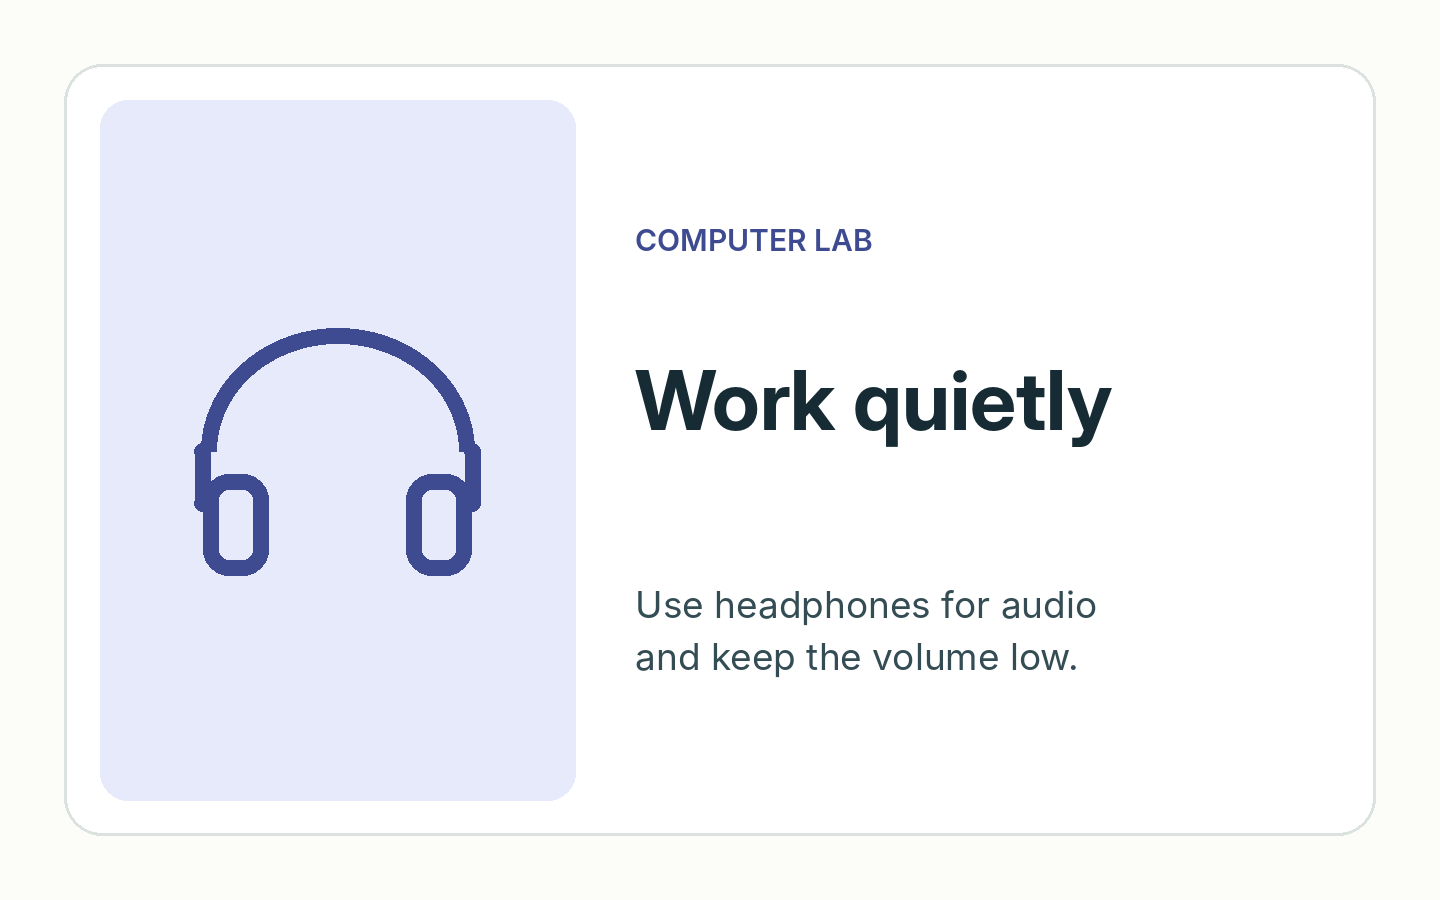 COMPUTER LAB
Work quietly
Use headphones for audio
and keep the volume low.